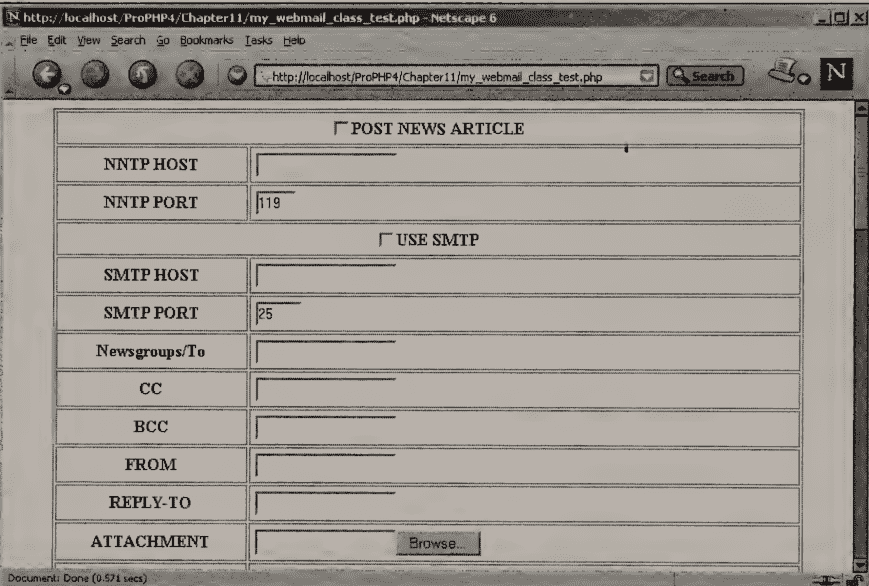 N http://localhost/ProPHP4/Chapter11/my_webmail_class_test.php - Netscape 6
File Edit View Search Go Bookmarks Tasks Help
http://localhost/ProPHP4/Chapter11/my_webmail_class_test.php Search N
POST NEWS ARTICLE
NNTP HOST
NNTP PORT 119
USE SMTP
SMTP HOST
SMTP PORT 25
Newsgroups/To
CC
BCC
FROM
REPLY-TO
ATTACHMENT Browse...
Document: Done (0.571 secs)